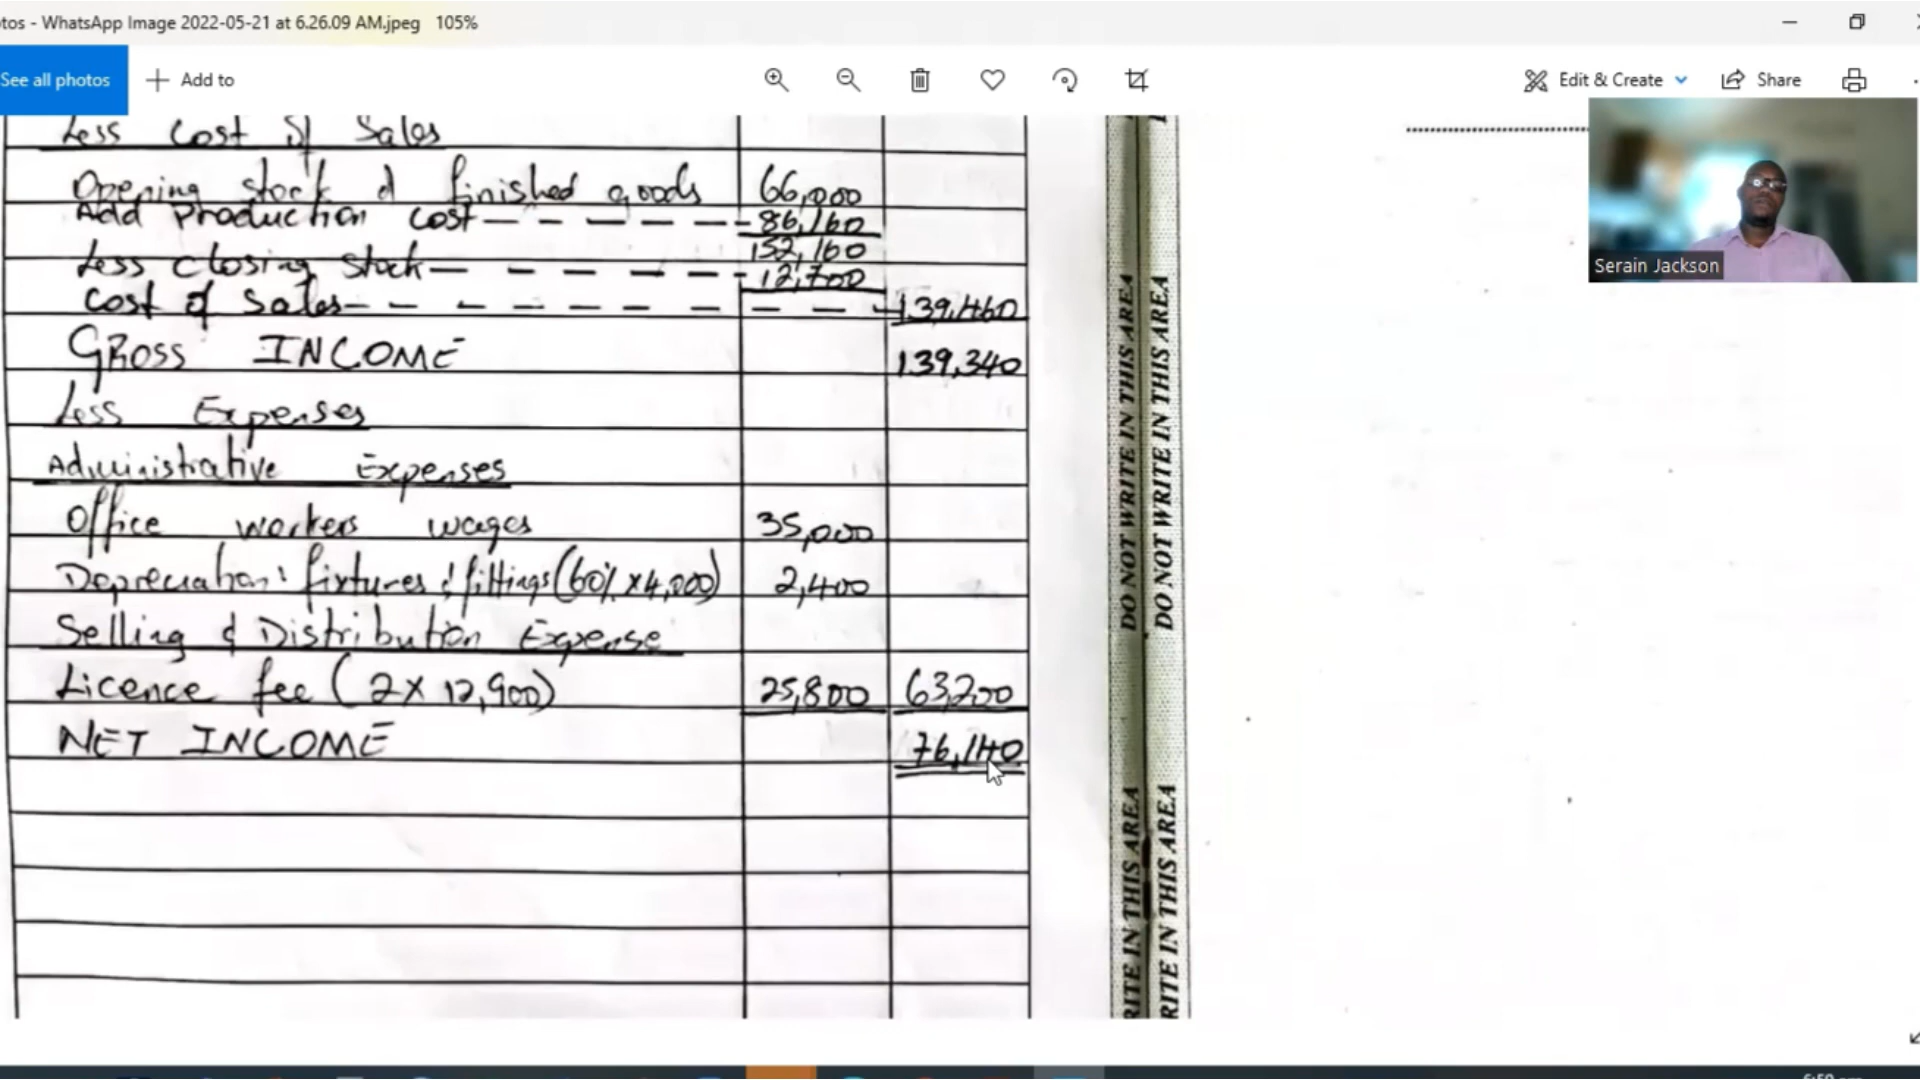 tos - WhatsApp Image 2022-05-21 at 6.26.09 AM.jpeg 105%
See all photos
Add to
Edit & Create
Share
Serain Jackson
Less Cost of Sales
Opening stock of finished goods 66,000
Add Production cost 86,160
152,160
Less closing stock 12,700
Cost of Sales 139,460
GROSS INCOME 139,340
Less Expenses
Administrative Expenses
Office workers wages 35,000
Depreciation: fixtures & fittings (60% x 4,000) 2,400
Selling & Distribution Expense
Licence fee (2 x 12,900) 25,800 63,200
NET INCOME 76,140
DO NOT WRITE IN THIS AREA
DO NOT WRITE IN THIS AREA
RITE IN THIS AREA
RITE IN THIS AREA